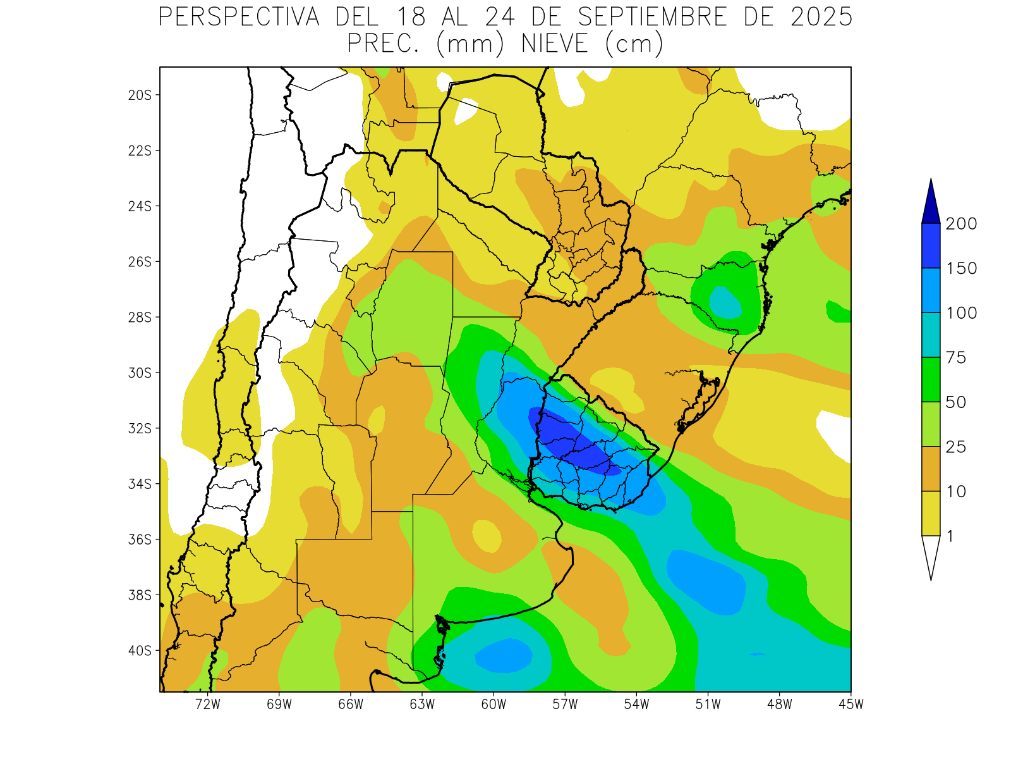 PERSPECTIVA DEL 18 AL 24 DE SEPTIEMBRE DE 2025
PREC. (mm) NIEVE (cm)
20S
22S
24S
26S
28S
30S
32S
34S
36S
38S
40S
72W
69W
66W
63W
60W
57W
54W
51W
48W
45W
200
150
100
75
50
25
10
1